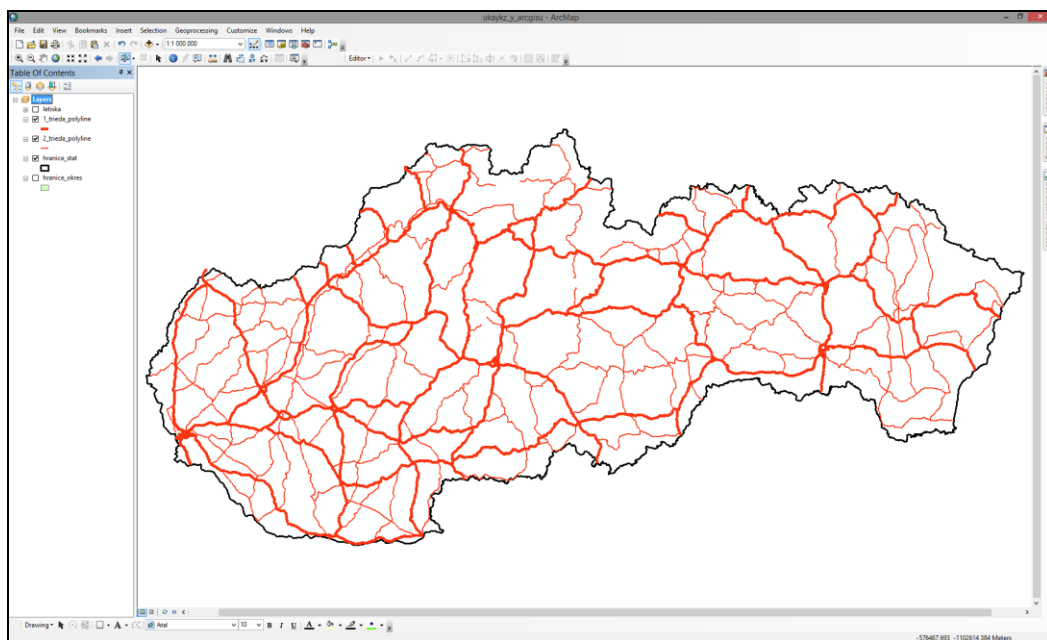 ukaykz_y_arcgisu - ArcMap
File Edit View Bookmarks Insert Selection Geoprocessing Customize Windows Help
1:1 000 000
Editor
Table Of Contents
Layers
letiska
1_trieda_polyline
2_trieda_polyline
hranice_stat
hranice_okres
Drawing
Arial
10
B I U A
-576467.693 -1102614.384 Meters